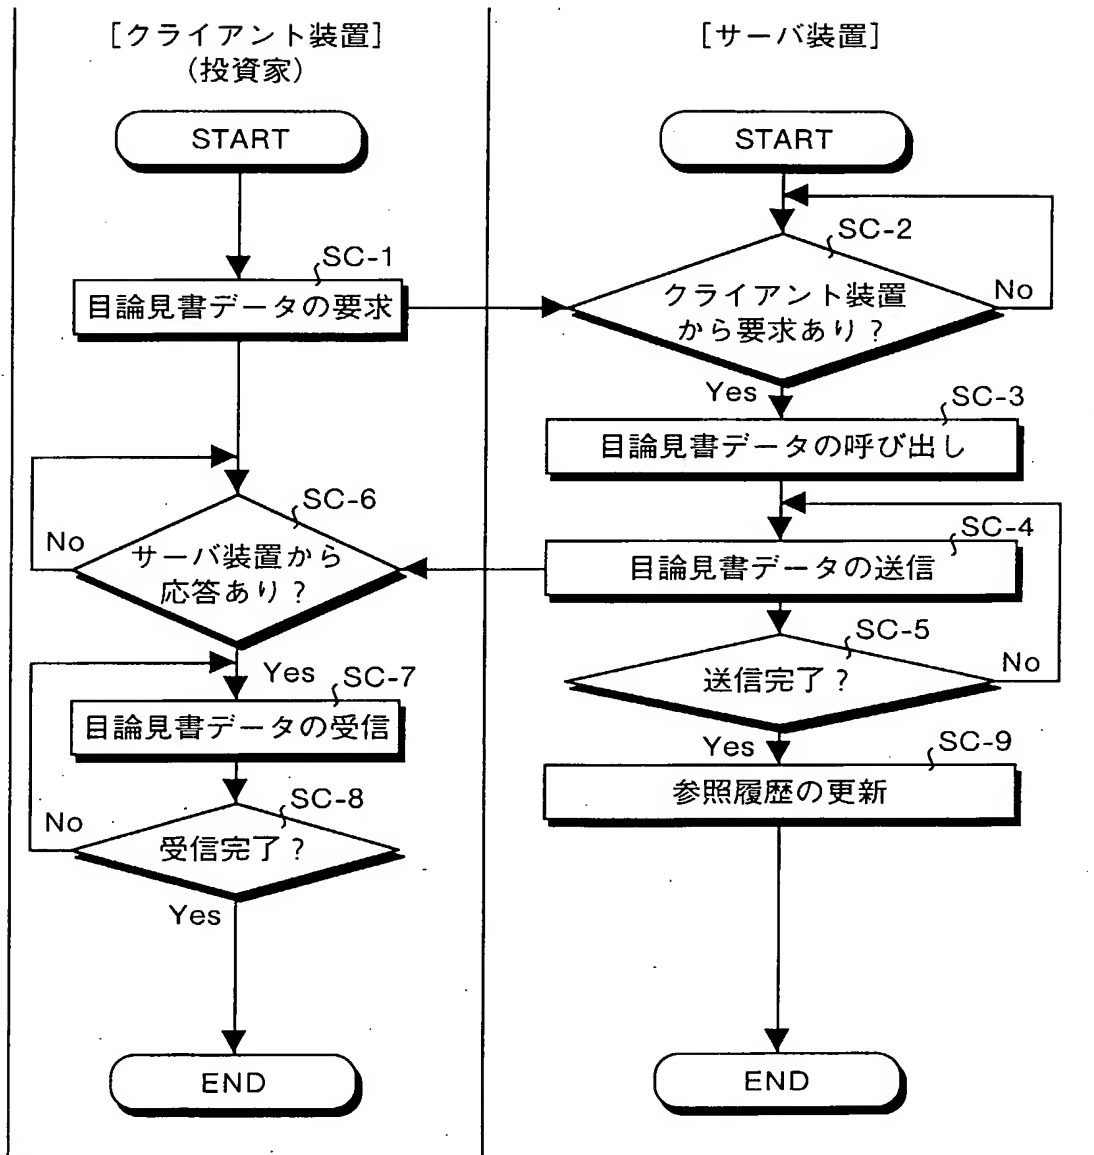 [クライアント装置]
(投資家)
START
SC-1
目論見書データの要求
SC-6
サーバ装置から
応答あり？
No
Yes
SC-7
目論見書データの受信
SC-8
受信完了？
No
Yes
END
[サーバ装置]
START
SC-2
クライアント装置
から要求あり？
No
Yes
SC-3
目論見書データの呼び出し
SC-4
目論見書データの送信
SC-5
送信完了？
No
Yes
SC-9
参照履歴の更新
END